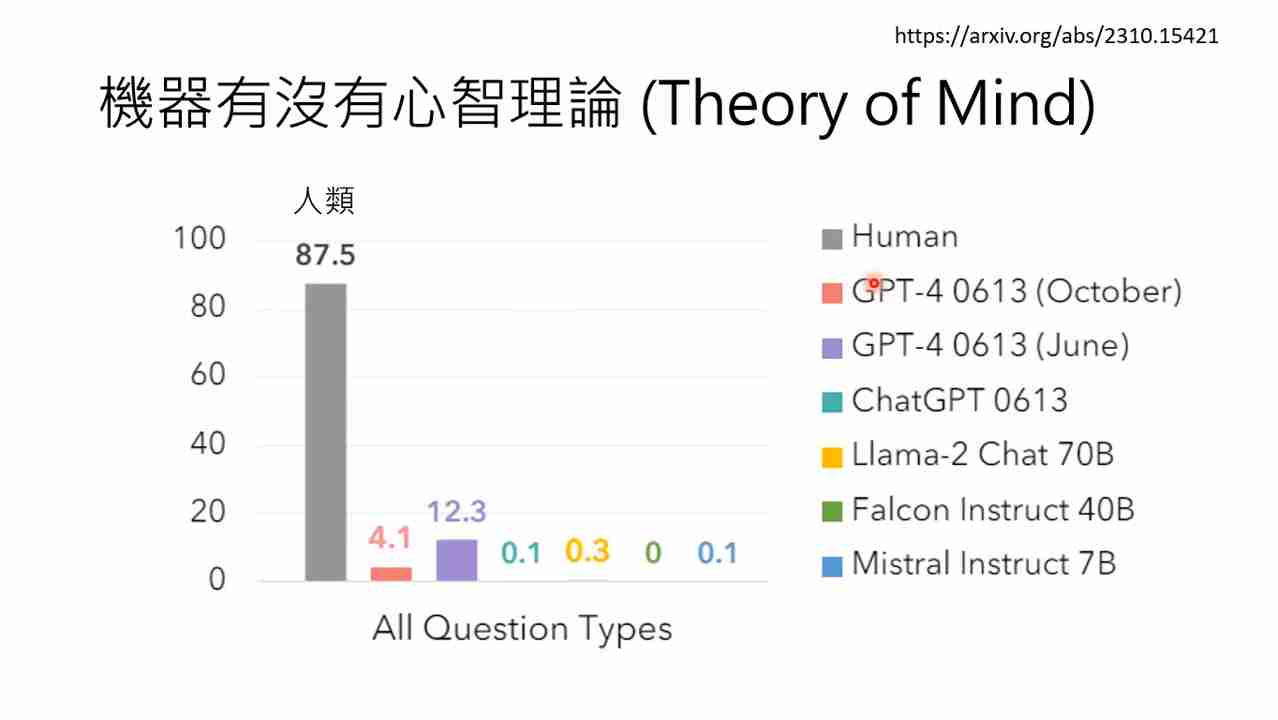 https://arxiv.org/abs/2310.15421
機器有沒有心智理論 (Theory of Mind)
人類
100
80
60
40
20
0
87.5
4.1
12.3
0.1
0.3
0
0.1
All Question Types
Human
GPT-4 0613 (October)
GPT-4 0613 (June)
ChatGPT 0613
Llama-2 Chat 70B
Falcon Instruct 40B
Mistral Instruct 7B